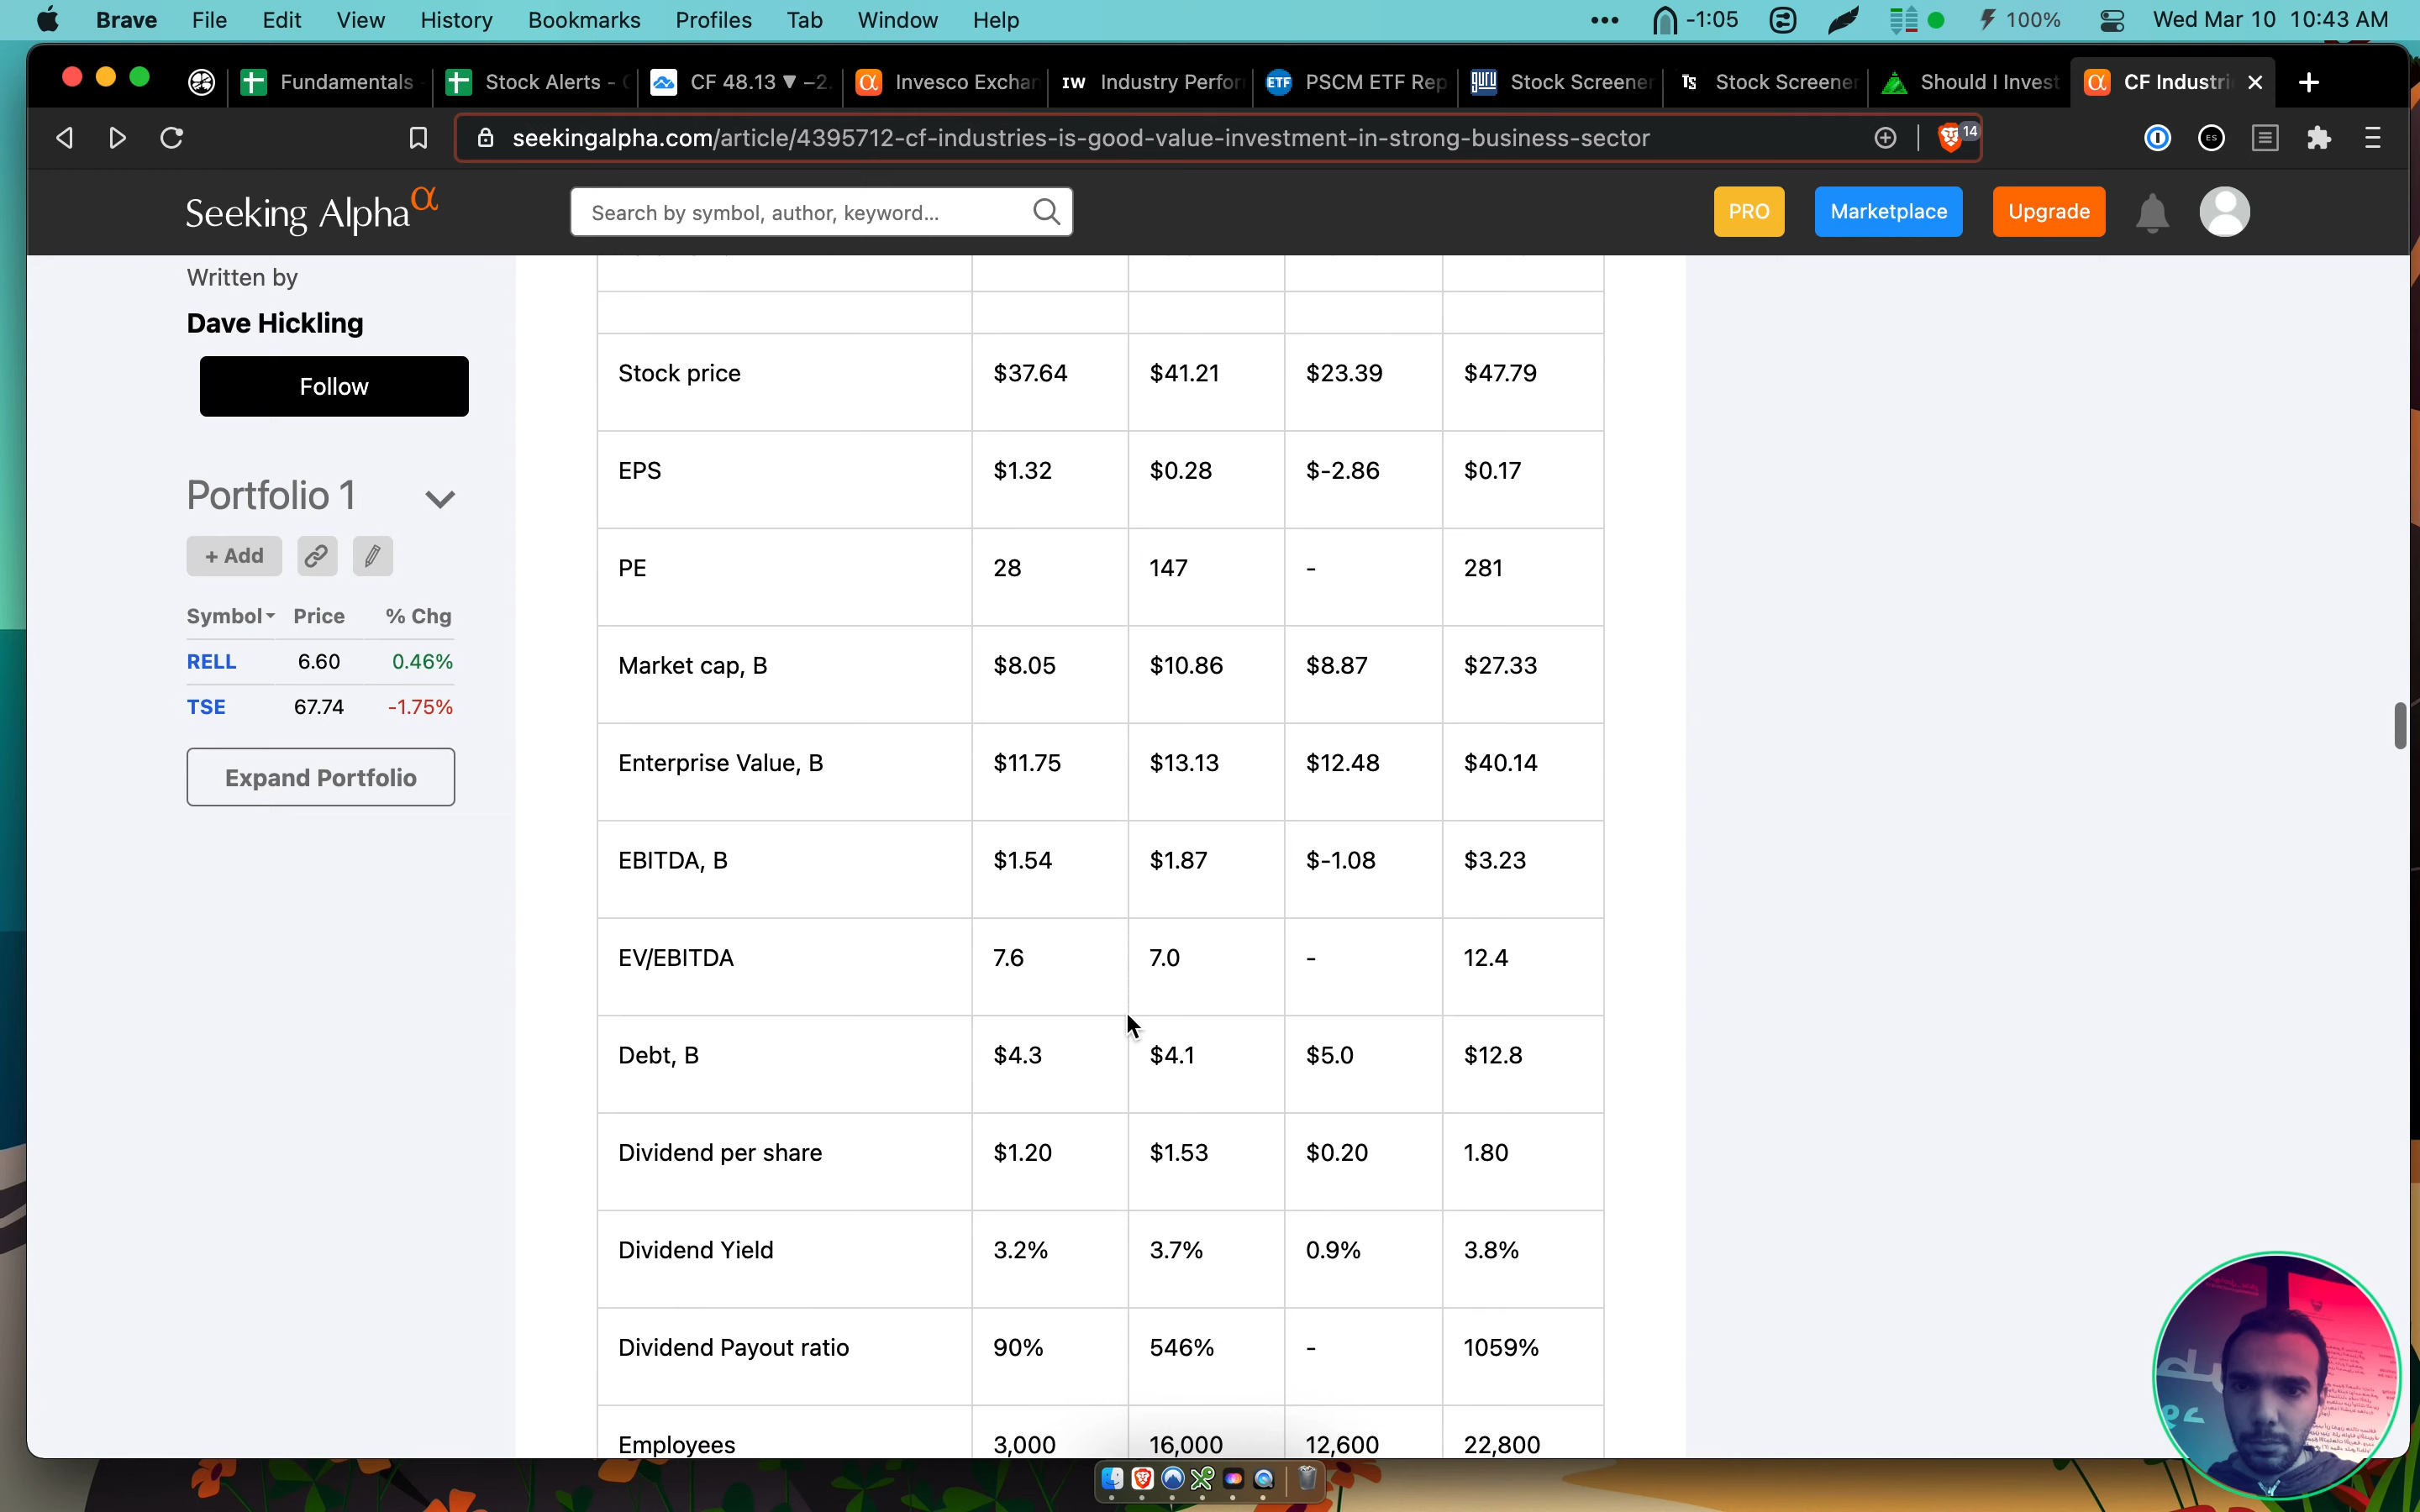 Brave File Edit View History Bookmarks Profiles Tab Window Help -1:05 100% Wed Mar 10 10:43 AM
Fundamentals - Stock Alerts - CF 48.13 ▼ −2. Invesco Exchan IW Industry Perfor ETF PSCM ETF Rep guru Stock Screener TS Stock Screener Should I Invest CF Industri
seekingalpha.com/article/4395712-cf-industries-is-good-value-investment-in-strong-business-sector 14 ES
Seeking Alpha α Search by symbol, author, keyword... PRO Marketplace Upgrade
Written by
Dave Hickling
Follow
Portfolio 1
+ Add
Symbol Price % Chg
RELL 6.60 0.46%
TSE 67.74 -1.75%
Expand Portfolio
Stock price $37.64 $41.21 $23.39 $47.79
EPS $1.32 $0.28 $-2.86 $0.17
PE 28 147 - 281
Market cap, B $8.05 $10.86 $8.87 $27.33
Enterprise Value, B $11.75 $13.13 $12.48 $40.14
EBITDA, B $1.54 $1.87 $-1.08 $3.23
EV/EBITDA 7.6 7.0 - 12.4
Debt, B $4.3 $4.1 $5.0 $12.8
Dividend per share $1.20 $1.53 $0.20 1.80
Dividend Yield 3.2% 3.7% 0.9% 3.8%
Dividend Payout ratio 90% 546% - 1059%
Employees 3,000 16,000 12,600 22,800